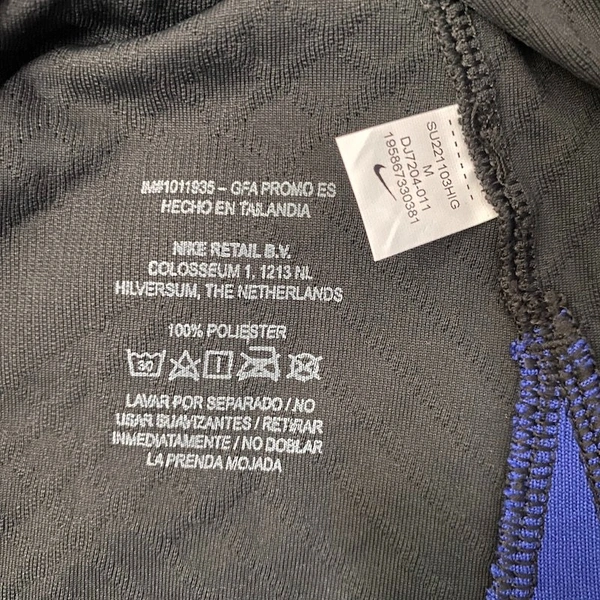 IM#1011935 - GFA PROMO ES
HECHO EN TAILANDIA
NIKE RETAIL B.V.
COLOSSEUM 1, 1213 NL
HILVERSUM, THE NETHERLANDS
100% POLIESTER
30
LAVAR POR SEPARADO / NO
USAR SUAVIZANTES / RETIRAR
INMEDIATAMENTE / NO DOBLAR
LA PRENDA MOJADA
SU221103HIG
M
DJ7204-011
195867330381